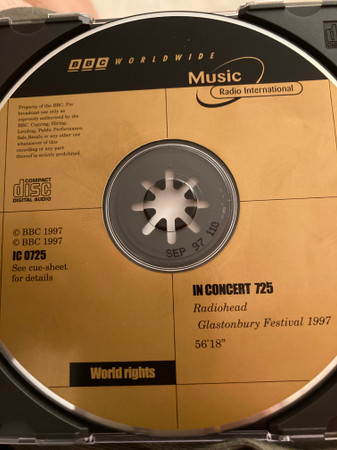 BBC WORLDWIDE
Music
Radio International
Property of the BBC. For
broadcast use only as
expressly authorised by the
BBC. Copying, Hiring,
Lending, Public Performance,
Sale, Resale or any other use
whatsoever of this
recording or any part
thereof is strictly prohibited.
COMPACT
disc
DIGITAL AUDIO
© BBC 1997
© BBC 1997
IC 0725
See cue-sheet
for details
SEP 97 110
IN CONCERT 725
Radiohead
Glastonbury Festival 1997
56'18"
World rights